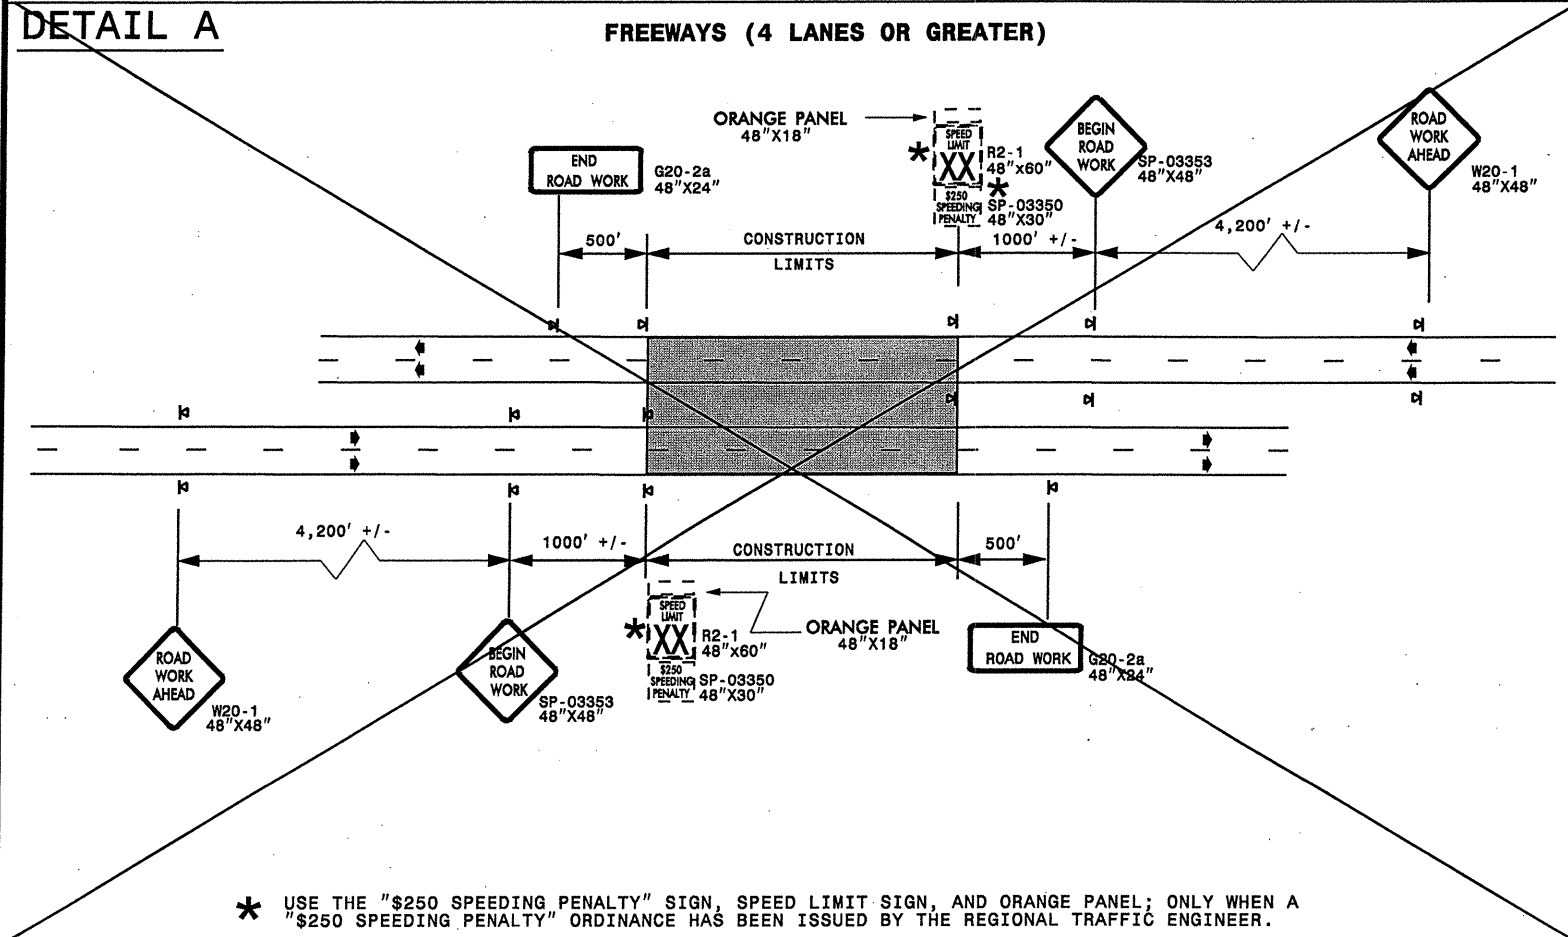 DETAIL A
FREEWAYS (4 LANES OR GREATER)
ORANGE PANEL
48"X18"
SPEED
LIMIT
XX
$250
SPEEDING
PENALTY
* R2-1
48"x60"
* SP-03350
48"X30"
BEGIN
ROAD
WORK
SP-03353
48"X48"
ROAD
WORK
AHEAD
W20-1
48"X48"
END
ROAD WORK
G20-2a
48"X24"
500'
CONSTRUCTION
LIMITS
1000' +/-
4,200' +/-
4,200' +/-
1000' +/-
CONSTRUCTION
LIMITS
500'
ROAD
WORK
AHEAD
W20-1
48"X48"
BEGIN
ROAD
WORK
SP-03353
48"X48"
*
SPEED
LIMIT
XX
$250
SPEEDING
PENALTY
R2-1
48"x60"
SP-03350
48"X30"
ORANGE PANEL
48"X18"
END
ROAD WORK
G20-2a
48"X24"
* USE THE "$250 SPEEDING PENALTY" SIGN, SPEED LIMIT SIGN, AND ORANGE PANEL; ONLY WHEN A
"$250 SPEEDING PENALTY" ORDINANCE HAS BEEN ISSUED BY THE REGIONAL TRAFFIC ENGINEER.